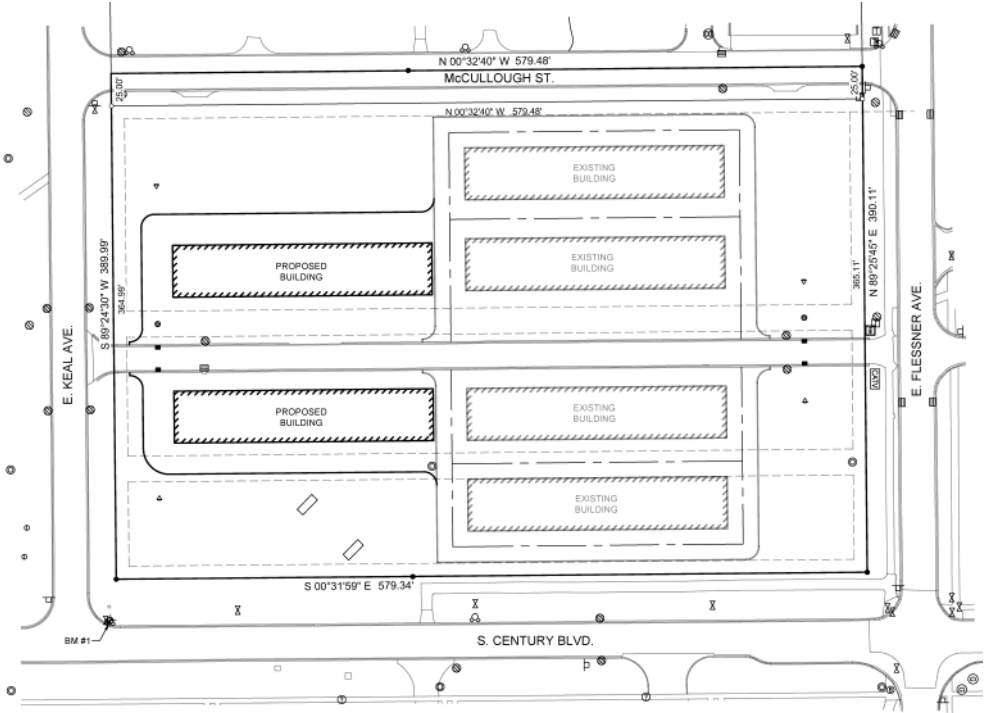 N 00°32'40" W 579.48'
McCULLOUGH ST.
25.00'
25.00'
N 00°32'40" W 579.48'
EXISTING
BUILDING
EXISTING
BUILDING
PROPOSED
BUILDING
S 89°24'30" W 389.99'
364.99'
N 89°25'45" E 390.11'
365.11'
E. KEAL AVE.
E. FLESSNER AVE.
CATV
PROPOSED
BUILDING
EXISTING
BUILDING
EXISTING
BUILDING
S 00°31'59" E 579.34'
BM #1
S. CENTURY BLVD.